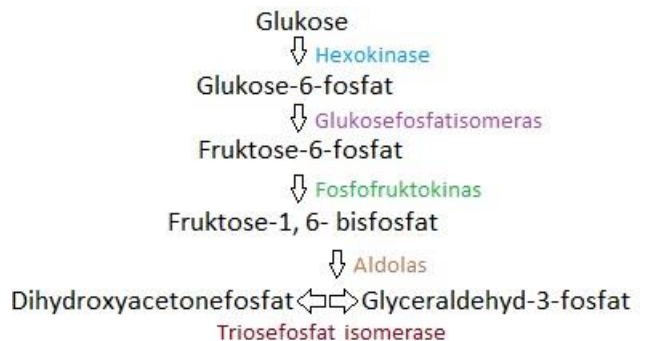 Glukose
Hexokinase
Glukose-6-fosfat
Glukosefosfatisomeras
Fruktose-6-fosfat
Fosfofruktokinas
Fruktose-1, 6- bisfosfat
Aldolas
Dihydroxyacetonefosfat Glyceraldehyd-3-fosfat
Triosefosfat isomerase